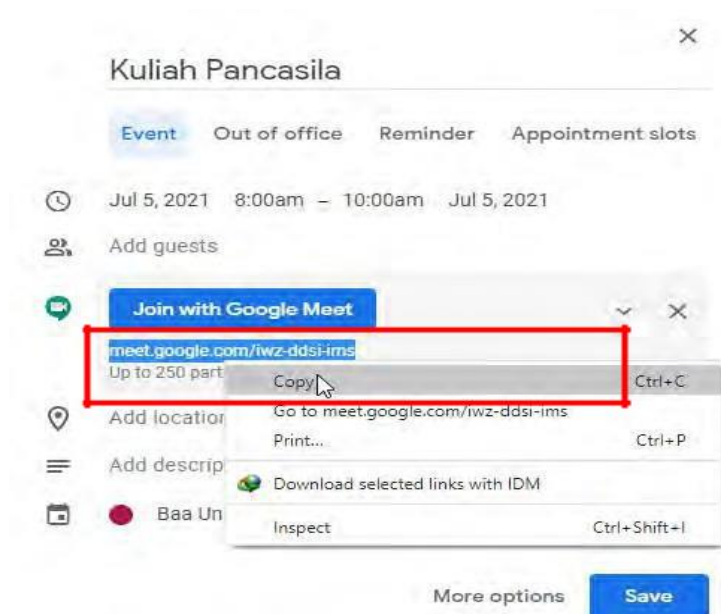 Kuliah Pancasila
Event Out of office Reminder Appointment slots
Jul 5, 2021 8:00am – 10:00am Jul 5, 2021
Add guests
Join with Google Meet
meet.google.com/iwz-ddsi-ims
Up to 250 part
Copy Ctrl+C
Add location
Go to meet.google.com/iwz-ddsi-ims
Print... Ctrl+P
Add descrip
Download selected links with IDM
Baa Un
Inspect Ctrl+Shift+I
More options Save